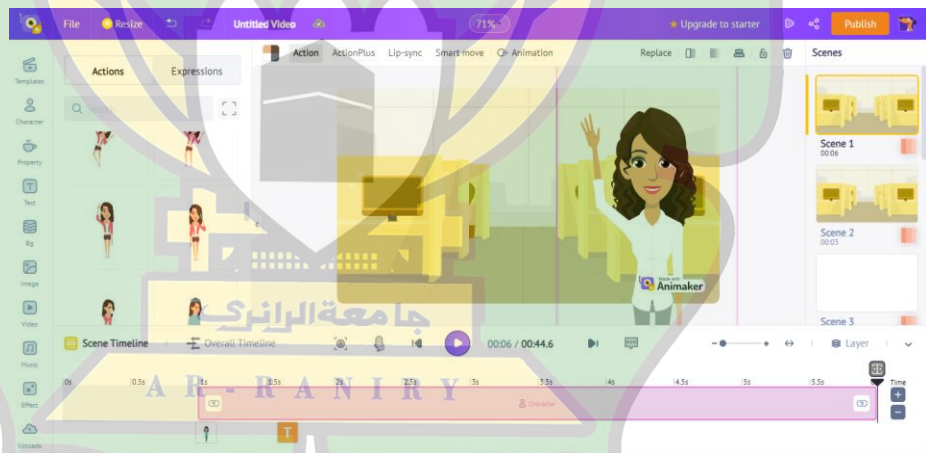 File Resize Untitled Video 71% Upgrade to starter Publish
Action ActionPlus Lip-sync Smart move Animation Replace Scenes
Templates
Actions Expressions
Character
Property
Text
Bg
Image
Video
Music
Effect
Uploads
Scene 1
00:06
Scene 2
00:03
Scene 3
Made with
Animaker
جامعة الرانري
Scene Timeline Overall Timeline 00:06 / 00:44.6 Layer
0s 0.5s 1s 1.5s 2s 2.5s 3s 3.5s 4s 4.5s 5s 5.5s Time
AR-RANIRY
Character
T